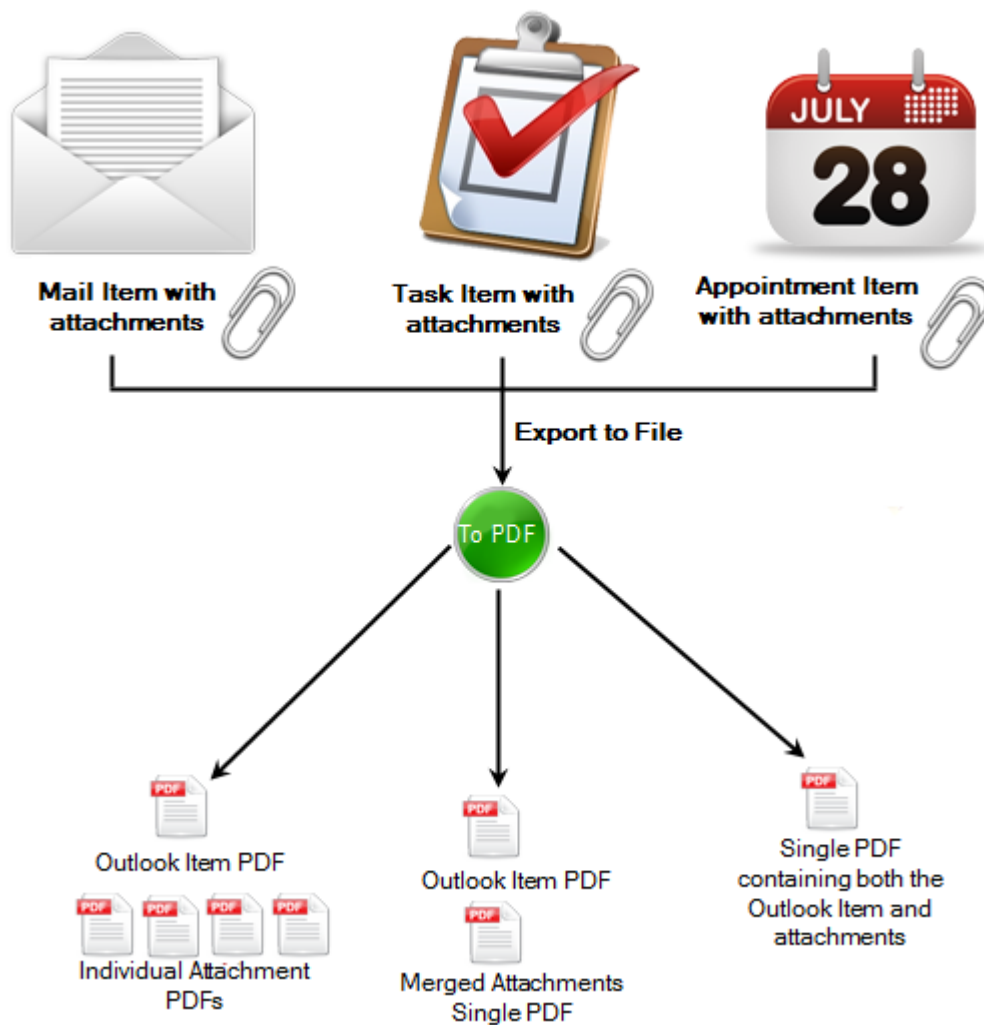 JULY
28
Mail Item with
attachments
Task Item with
attachments
Appointment Item
with attachments
Export to File
To PDF
PDF
Outlook Item PDF
PDF PDF PDF PDF
Individual Attachment
PDFs
PDF
Outlook Item PDF
PDF
Merged Attachments
Single PDF
PDF
Single PDF
containing both the
Outlook Item and
attachments